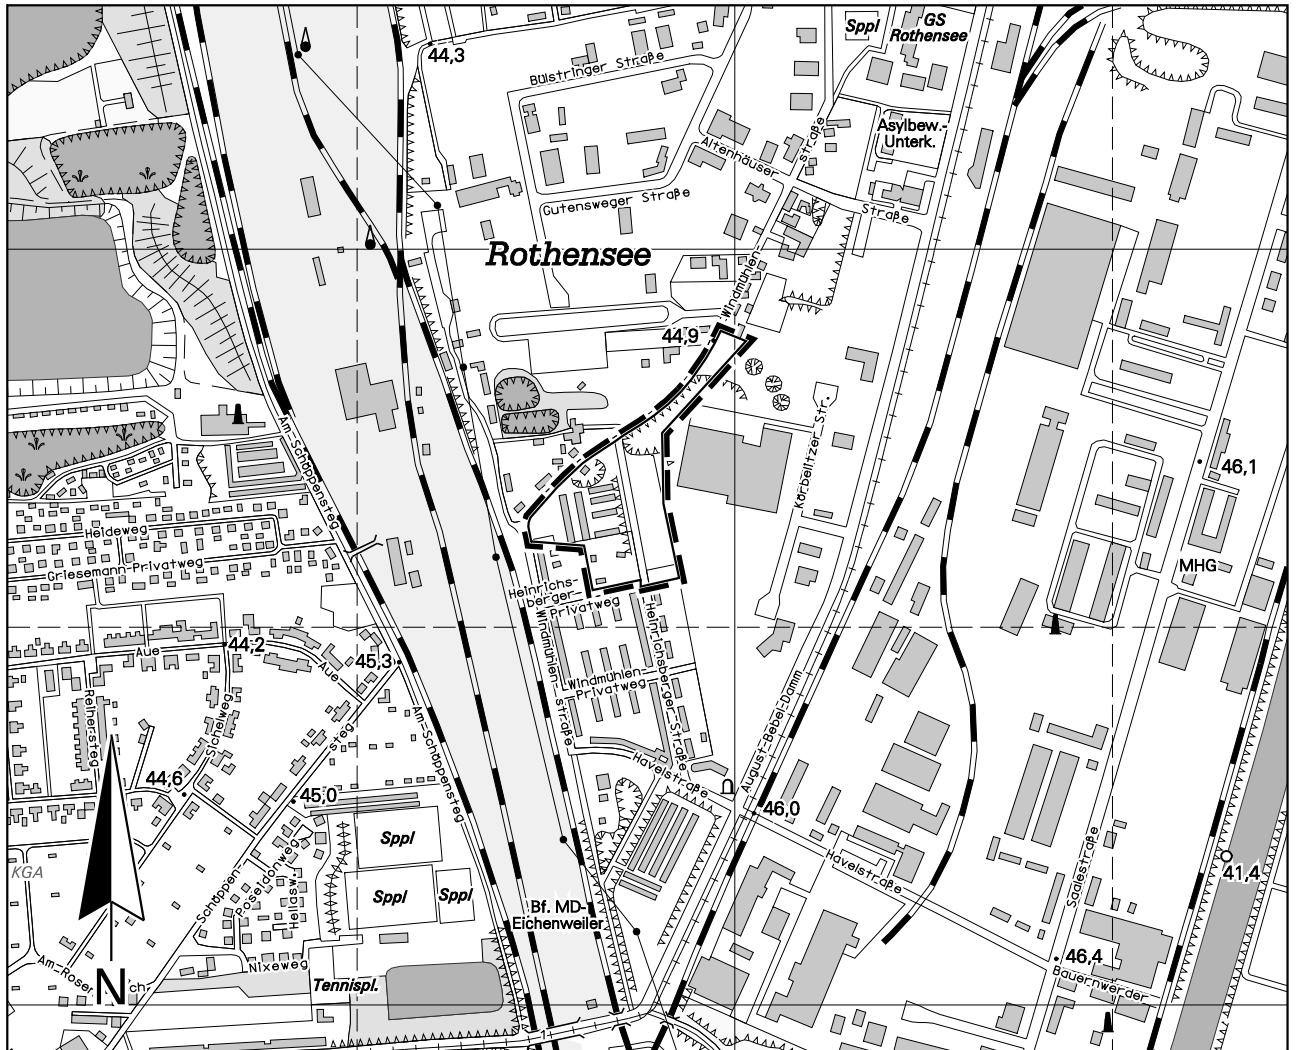 Sppl
GS
Rothensee
44,3
Bülstringer Straße
straße
Asylbew.-
Unterk.
Altenhäuser
Straße
Gutensweger Straße
Rothensee
Windmühlen-
44,9
Am-Schöppensteg
Körbelitzer Str.
46,1
Heideweg
Griesemann-Privatweg
MHG
Heinrichs-
berger
Privatweg
Windmühlen-
straße
Heinrichsberger-Straße
Windmühlen-
Privatweg
Aue
44,2
Aue
45,3
Reihersteg
Sichelweg
steg
Am-Schöppensteg
August-Bebel-Damm
Havelstraße
44,6
45,0
46,0
Sppl
Havelstraße
Saalestraße
41,4
KGA
Schöppen
Poseidonweg
Hellasw.
Sppl
Sppl
Bf. MD-
Eichenweiler
Nixeweg
Tennispl.
46,4
Bauernwerder
N
1